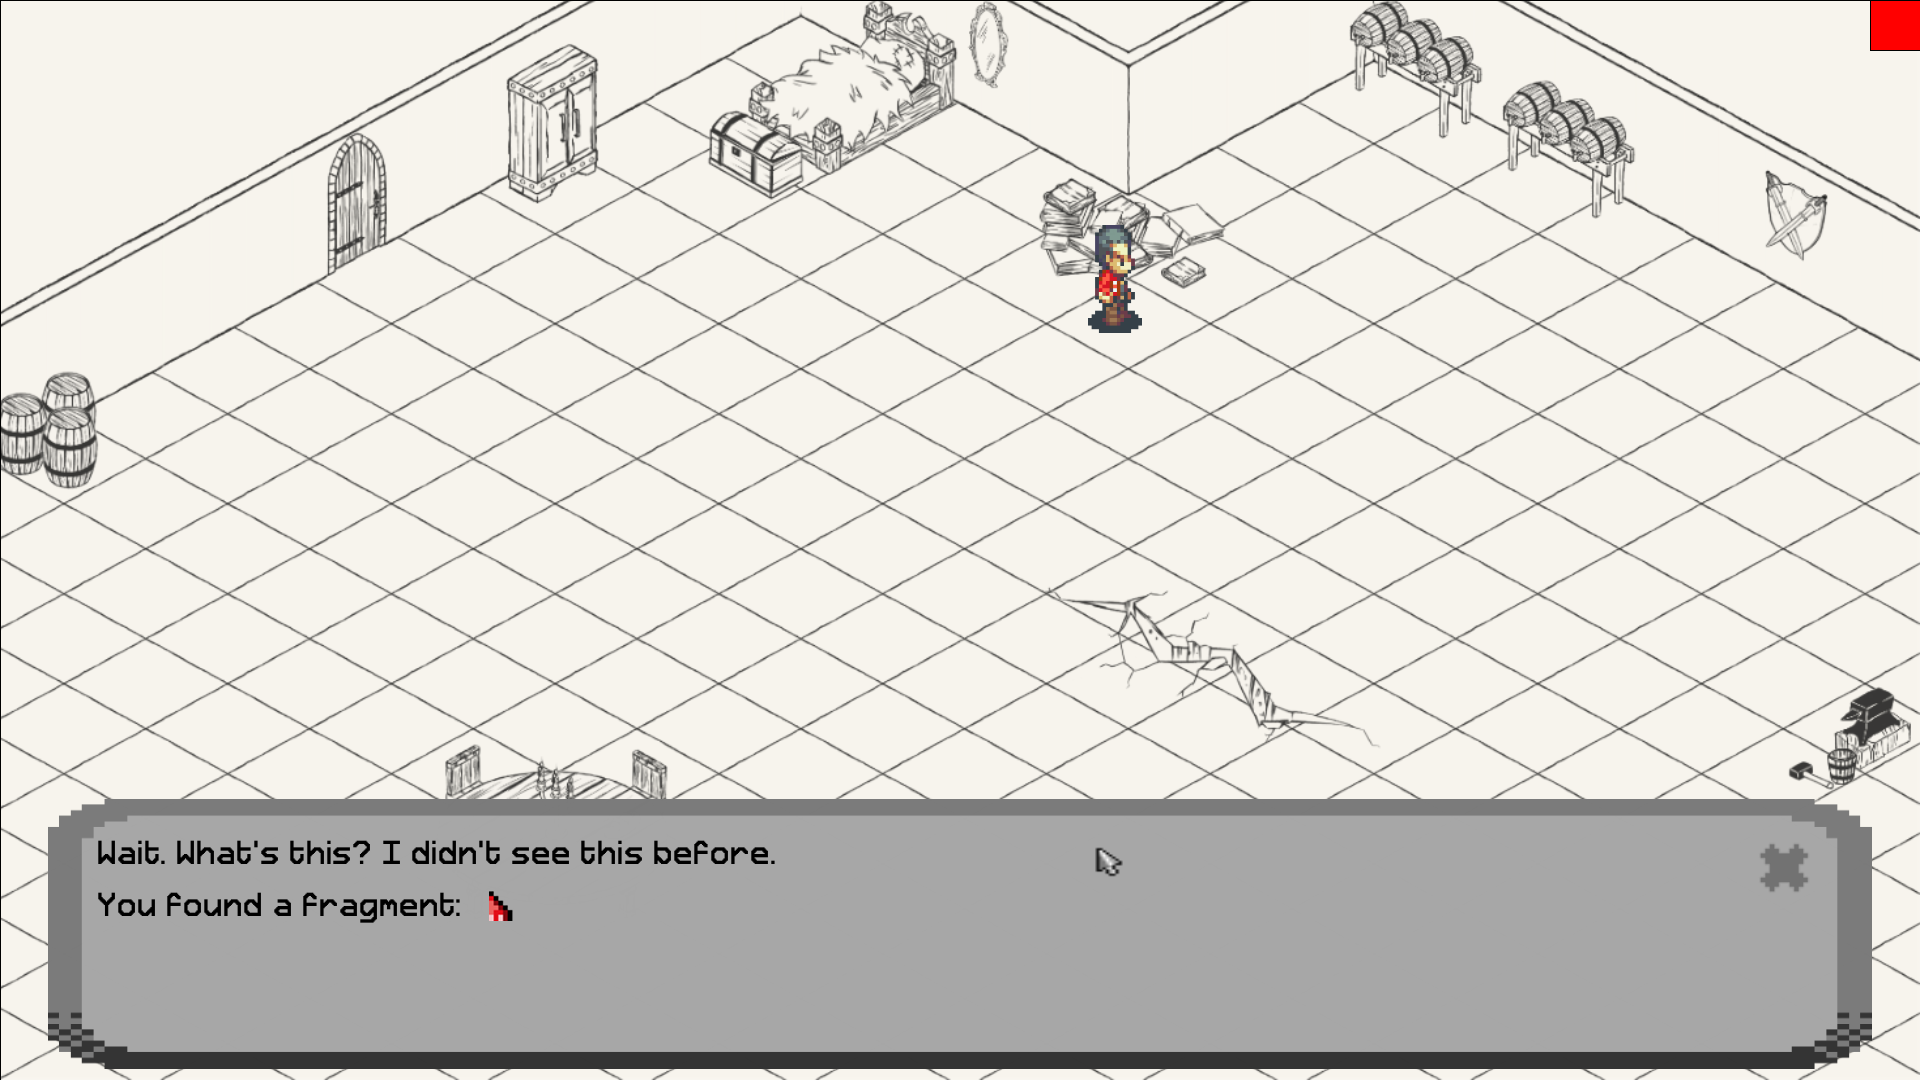 Wait. What's this? I didn't see this before.
You found a fragment: